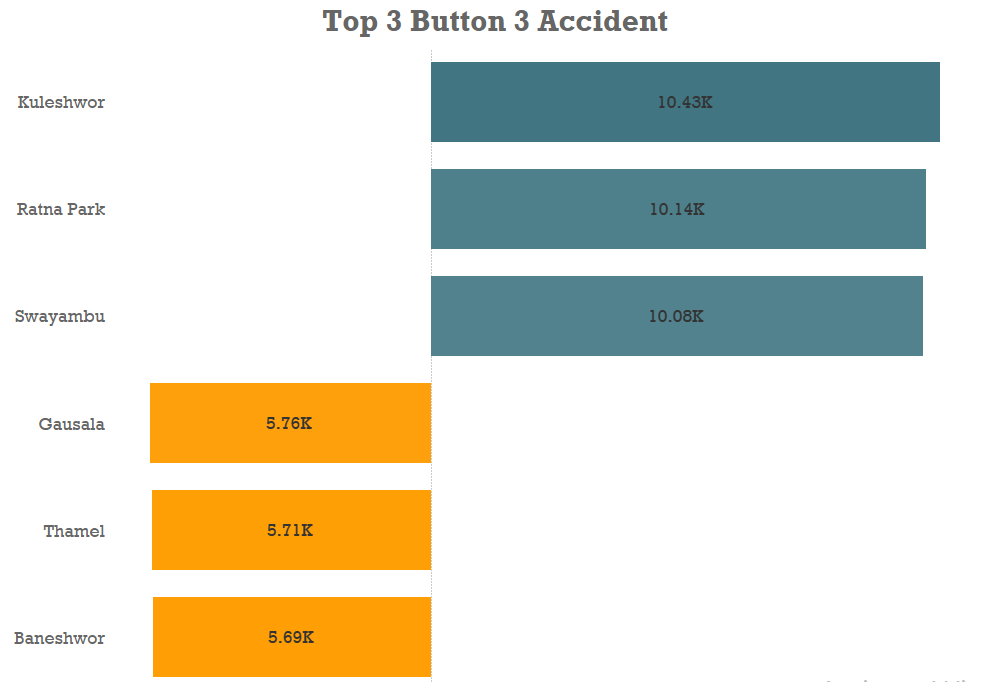 Top 3 Button 3 Accident
Kuleshwor 10.43K
Ratna Park 10.14K
Swayambu 10.08K
Gausala 5.76K
Thamel 5.71K
Baneshwor 5.69K